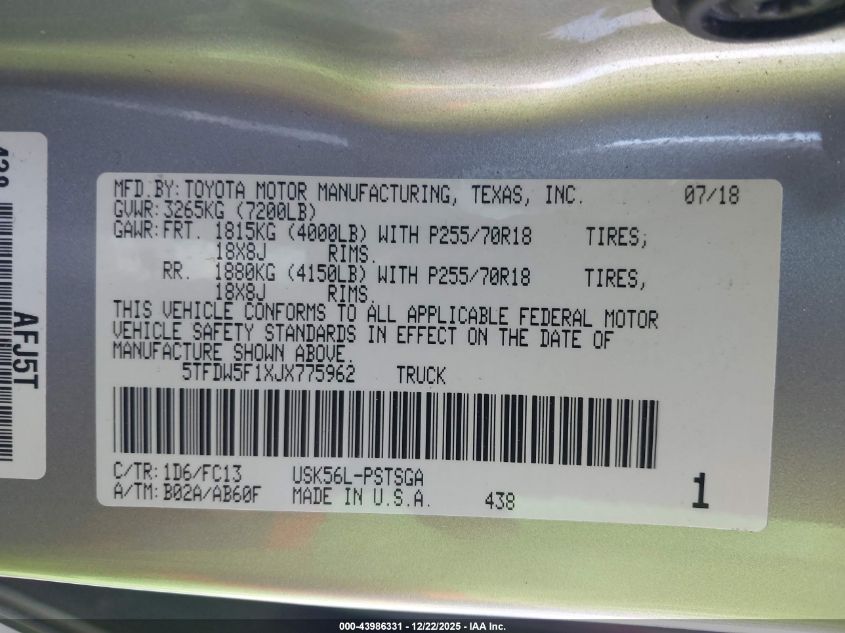 MFD.BY:TOYOTA MOTOR MANUFACTURING, TEXAS, INC. 07/18
GVWR:3265KG (7200LB)
GAWR:FRT. 1815KG (4000LB) WITH P255/70R18 TIRES,
18X8J RIMS.
RR. 1880KG (4150LB) WITH P255/70R18 TIRES,
18X8J RIMS.
THIS VEHICLE CONFORMS TO ALL APPLICABLE FEDERAL MOTOR
VEHICLE SAFETY STANDARDS IN EFFECT ON THE DATE OF
MANUFACTURE SHOWN ABOVE.
5TFDW5F1XJX775962 TRUCK
C/TR:1D6/FC13 USK56L-PSTSGA
A/TM:B02A/AB60F MADE IN U.S.A. 438 1
AFJ5T
000-43986331 - 12/22/2025 - IAA Inc.